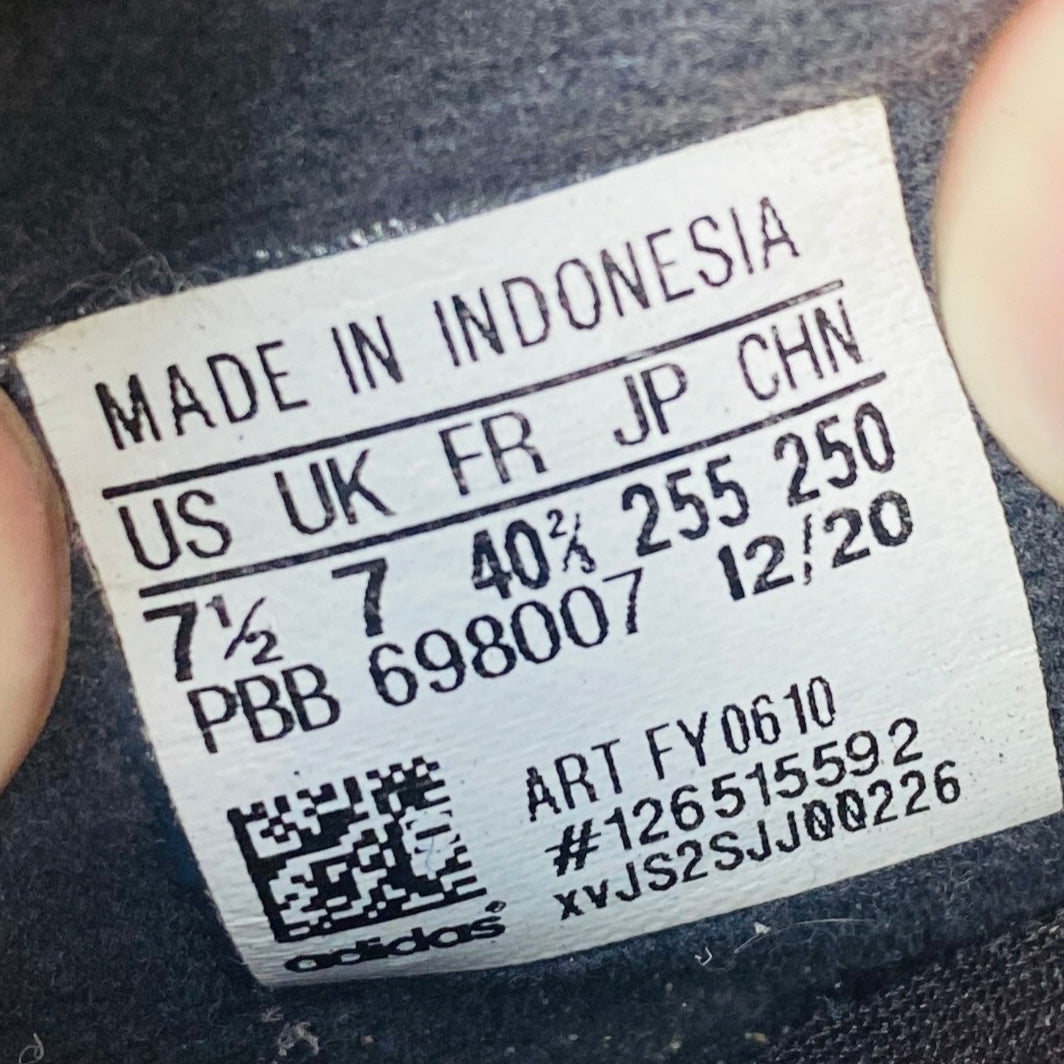 MADE IN INDONESIA
US UK FR JP CHN
7½ 7 40⅔ 255 250
PBB 698007 12/20
ART FY0610
#126515592
xvJS2SJJ00226
adidas®